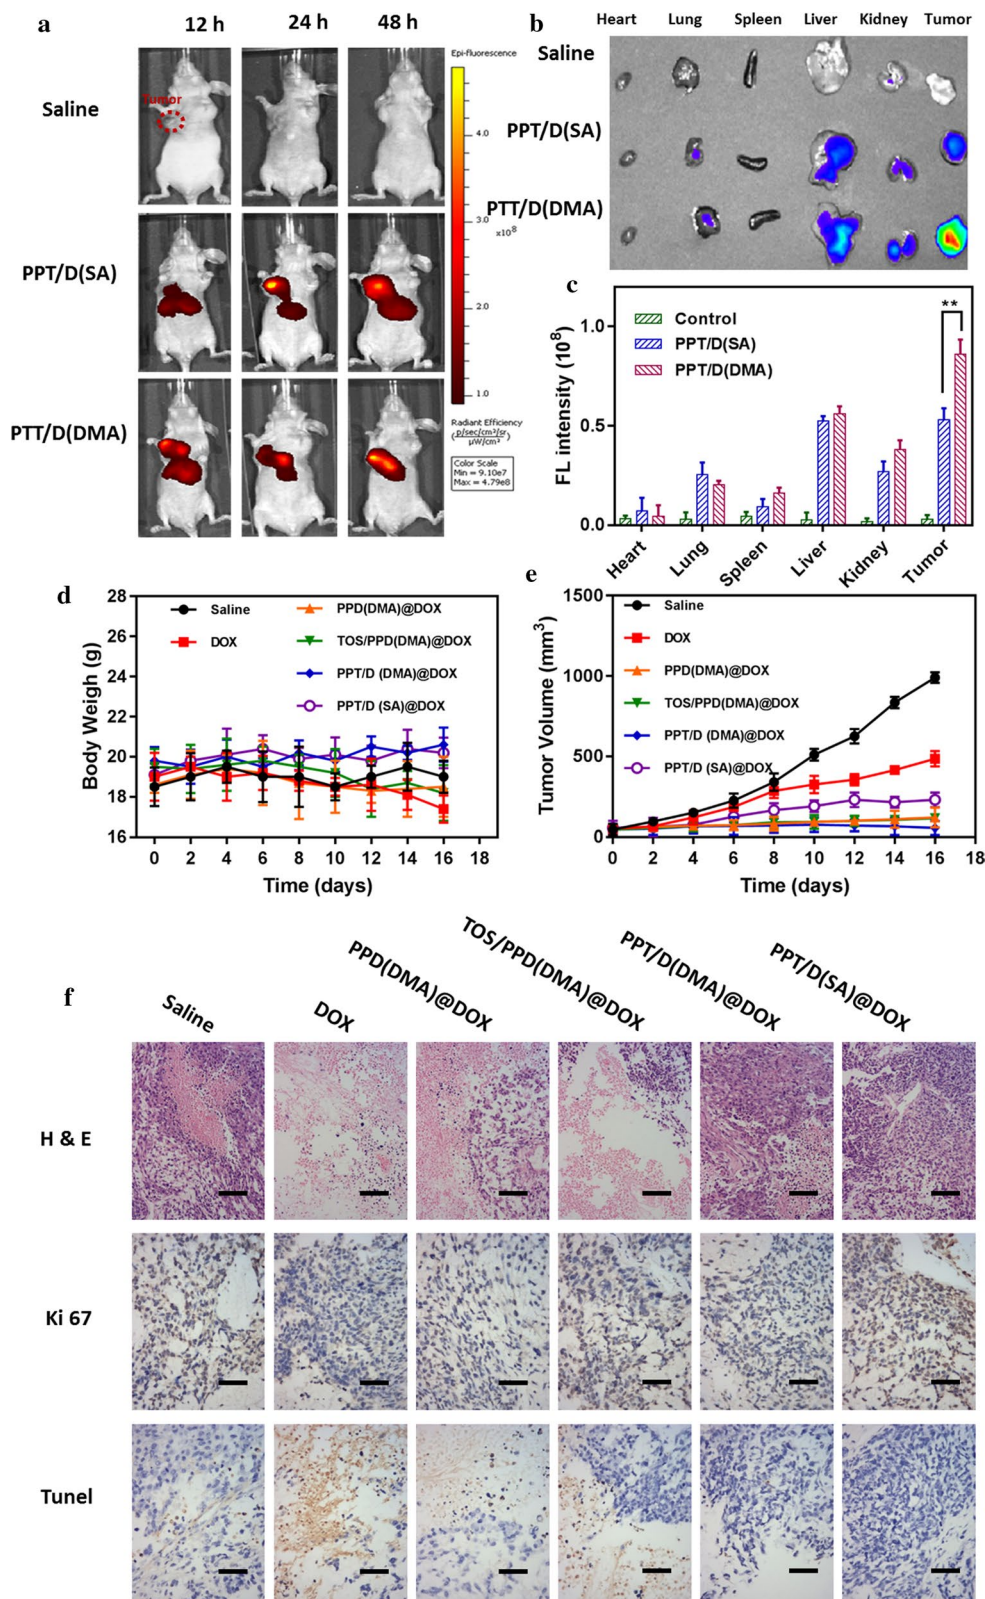 a
12 h 24 h 48 h
Saline
Tumor
PPT/D(SA)
PTT/D(DMA)
Epi-fluorescence
4.0
3.0
x10⁸
2.0
1.0
Radiant Efficiency
(p/sec/cm²/sr / µW/cm²)
Color Scale
Min = 9.10e7
Max = 4.79e8
b
Heart Lung Spleen Liver Kidney Tumor
Saline
PPT/D(SA)
PTT/D(DMA)
c
FL intensity (10⁸)
1.0
0.5
0.0
Control
PPT/D(SA)
PPT/D(DMA)
**
Heart Lung Spleen Liver Kidney Tumor
d
Body Weigh (g)
28
26
24
22
20
18
16
Saline
DOX
PPD(DMA)@DOX
TOS/PPD(DMA)@DOX
PPT/D (DMA)@DOX
PPT/D (SA)@DOX
0 2 4 6 8 10 12 14 16 18
Time (days)
e
Tumor Volume (mm³)
1500
1000
500
0
Saline
DOX
PPD(DMA)@DOX
TOS/PPD(DMA)@DOX
PPT/D (DMA)@DOX
PPT/D (SA)@DOX
0 2 4 6 8 10 12 14 16 18
Time (days)
f
Saline DOX PPD(DMA)@DOX TOS/PPD(DMA)@DOX PPT/D(DMA)@DOX PPT/D(SA)@DOX
H & E
Ki 67
Tunel